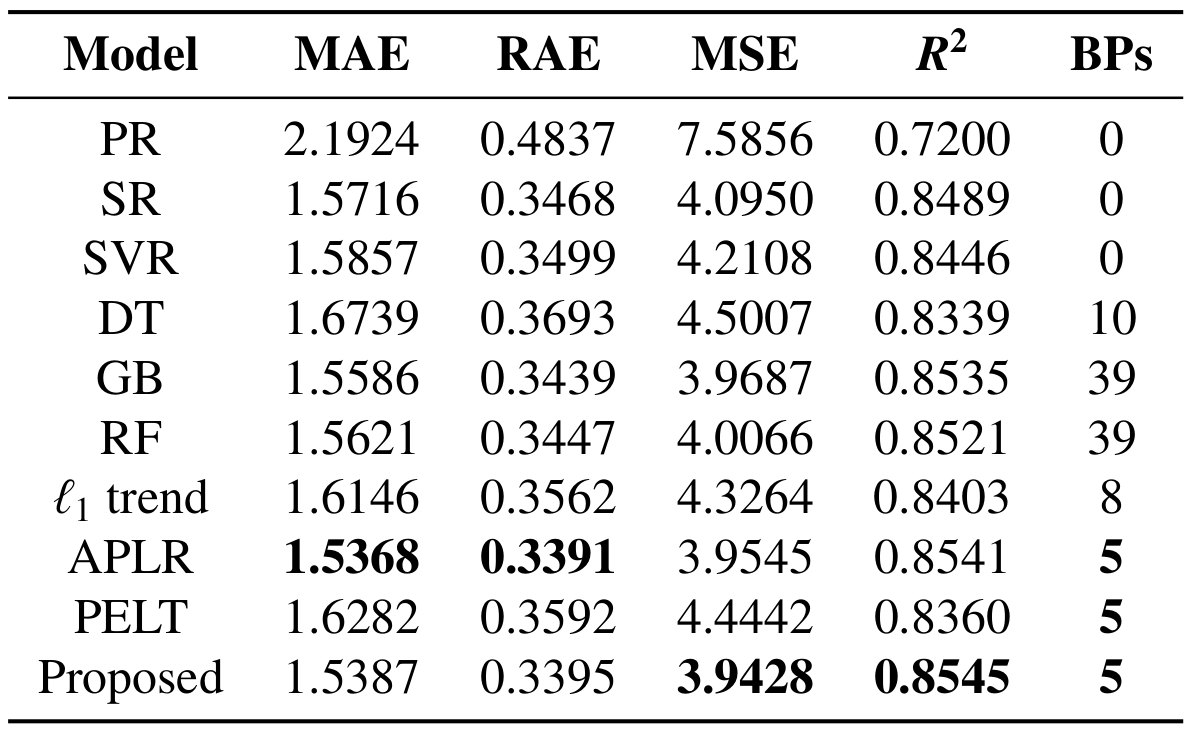 Model MAE RAE MSE R² BPs
PR 2.1924 0.4837 7.5856 0.7200 0
SR 1.5716 0.3468 4.0950 0.8489 0
SVR 1.5857 0.3499 4.2108 0.8446 0
DT 1.6739 0.3693 4.5007 0.8339 10
GB 1.5586 0.3439 3.9687 0.8535 39
RF 1.5621 0.3447 4.0066 0.8521 39
ℓ₁ trend 1.6146 0.3562 4.3264 0.8403 8
APLR 1.5368 0.3391 3.9545 0.8541 5
PELT 1.6282 0.3592 4.4442 0.8360 5
Proposed 1.5387 0.3395 3.9428 0.8545 5